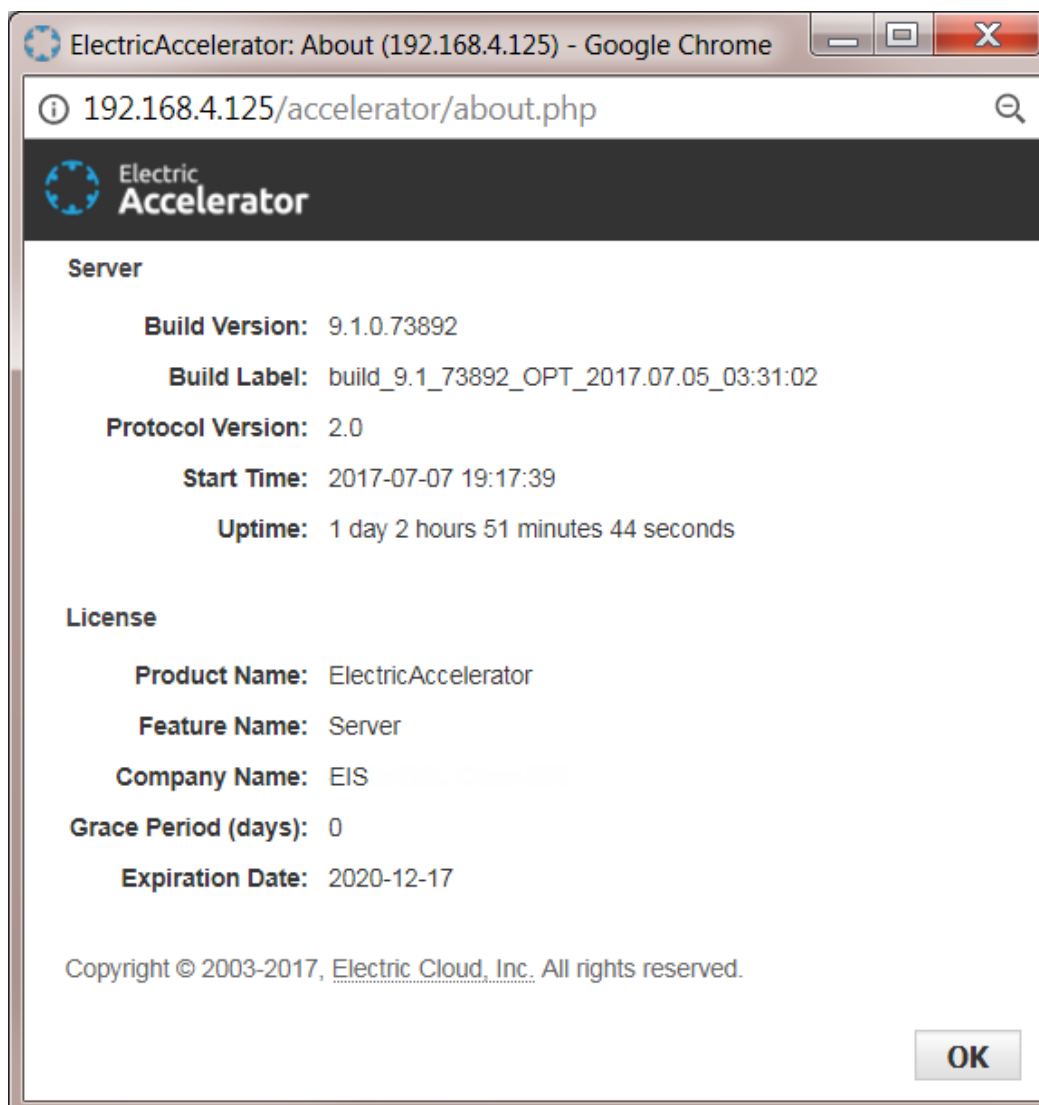 ElectricAccelerator: About (192.168.4.125) - Google Chrome
192.168.4.125/accelerator/about.php
Electric
Accelerator
Server
Build Version: 9.1.0.73892
Build Label: build_9.1_73892_OPT_2017.07.05_03:31:02
Protocol Version: 2.0
Start Time: 2017-07-07 19:17:39
Uptime: 1 day 2 hours 51 minutes 44 seconds
License
Product Name: ElectricAccelerator
Feature Name: Server
Company Name: EIS
Grace Period (days): 0
Expiration Date: 2020-12-17
Copyright © 2003-2017, Electric Cloud, Inc. All rights reserved.
OK